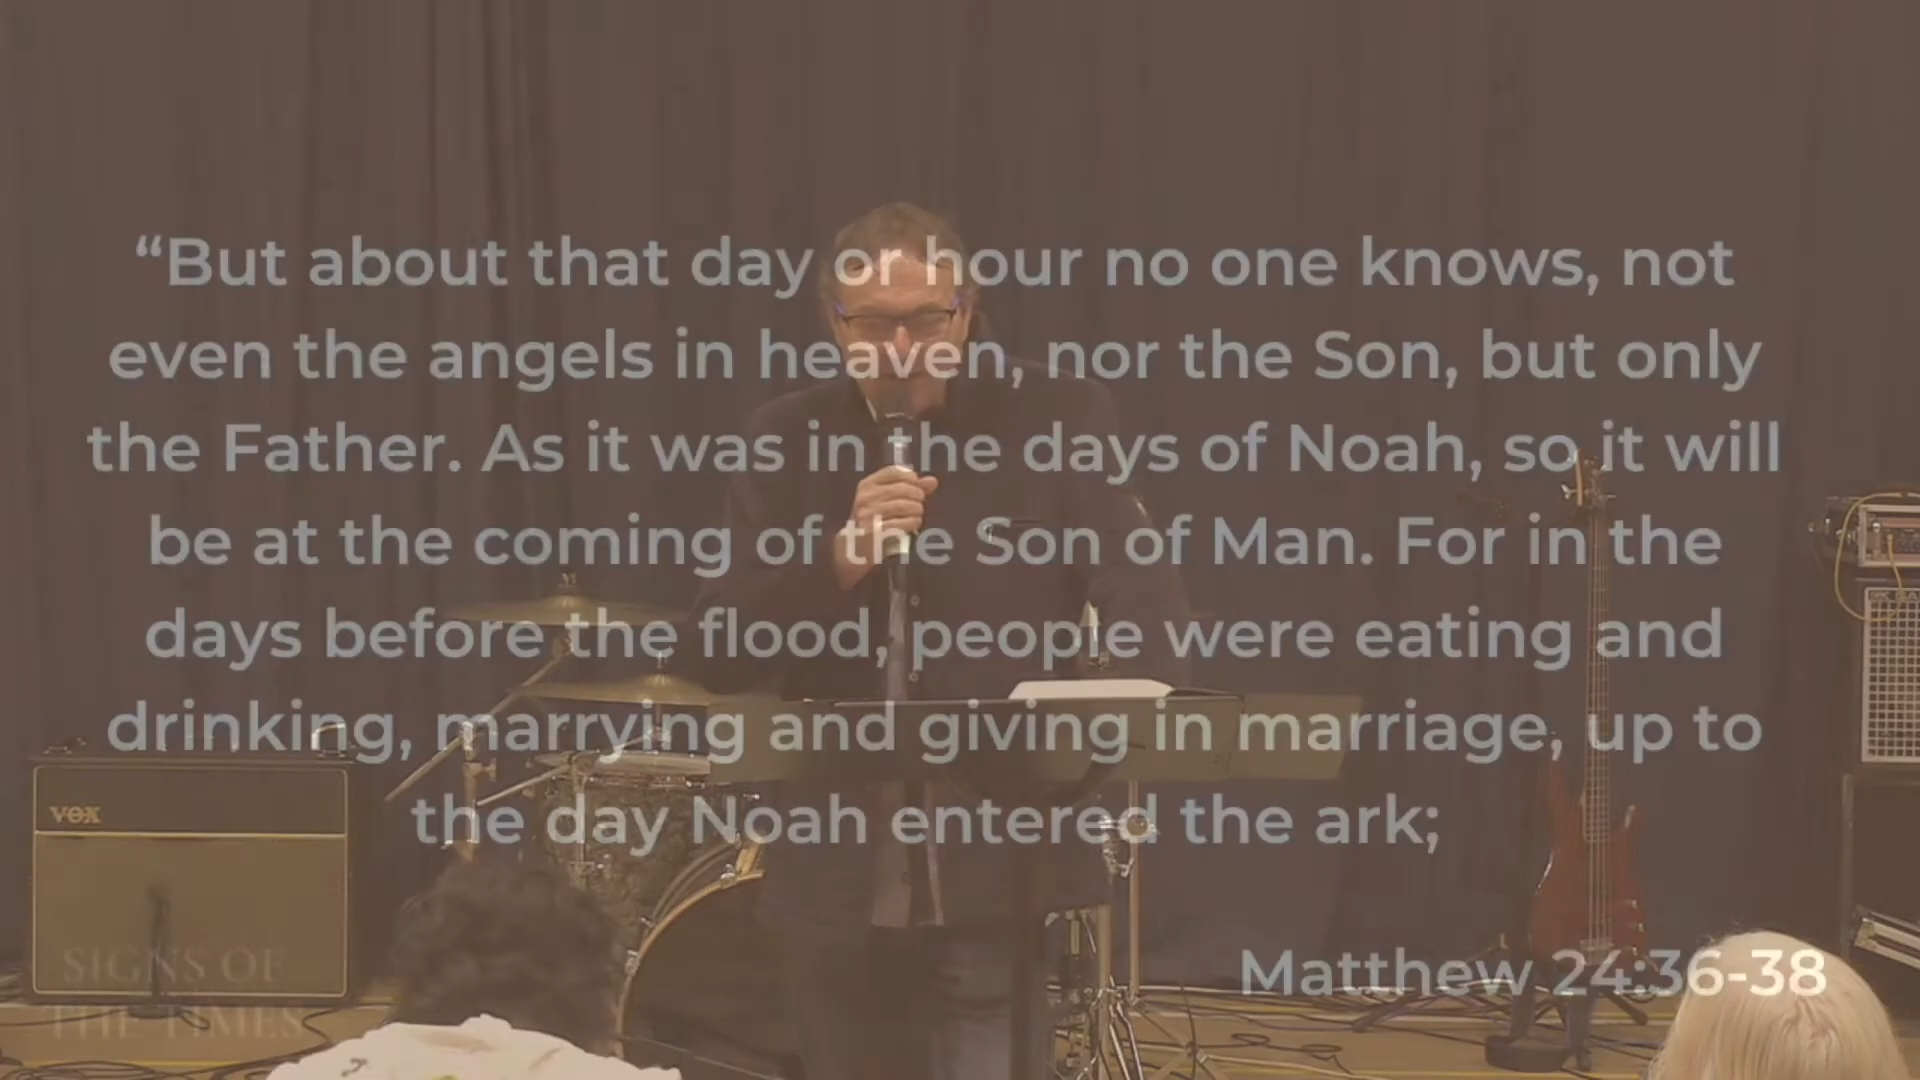 “But about that day or hour no one knows, not
even the angels in heaven, nor the Son, but only
the Father. As it was in the days of Noah, so it will
be at the coming of the Son of Man. For in the
days before the flood, people were eating and
drinking, marrying and giving in marriage, up to
the day Noah entered the ark;
Matthew 24:36-38
VOX
SIGNS OF
THE TIMES